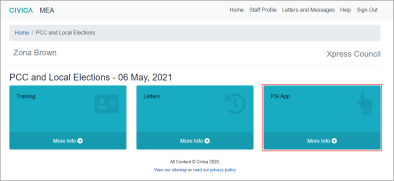 CIVICA MEA
Home Staff Profile Letters and Messages Help Sign Out
Home / PCC and Local Elections
Zona Brown
Xpress Council
PCC and Local Elections - 06 May, 2021
Training
Letters
PSI App
More Info
More Info
More Info
All Content © Civica 2020.
View our sitemap or read our privacy policy